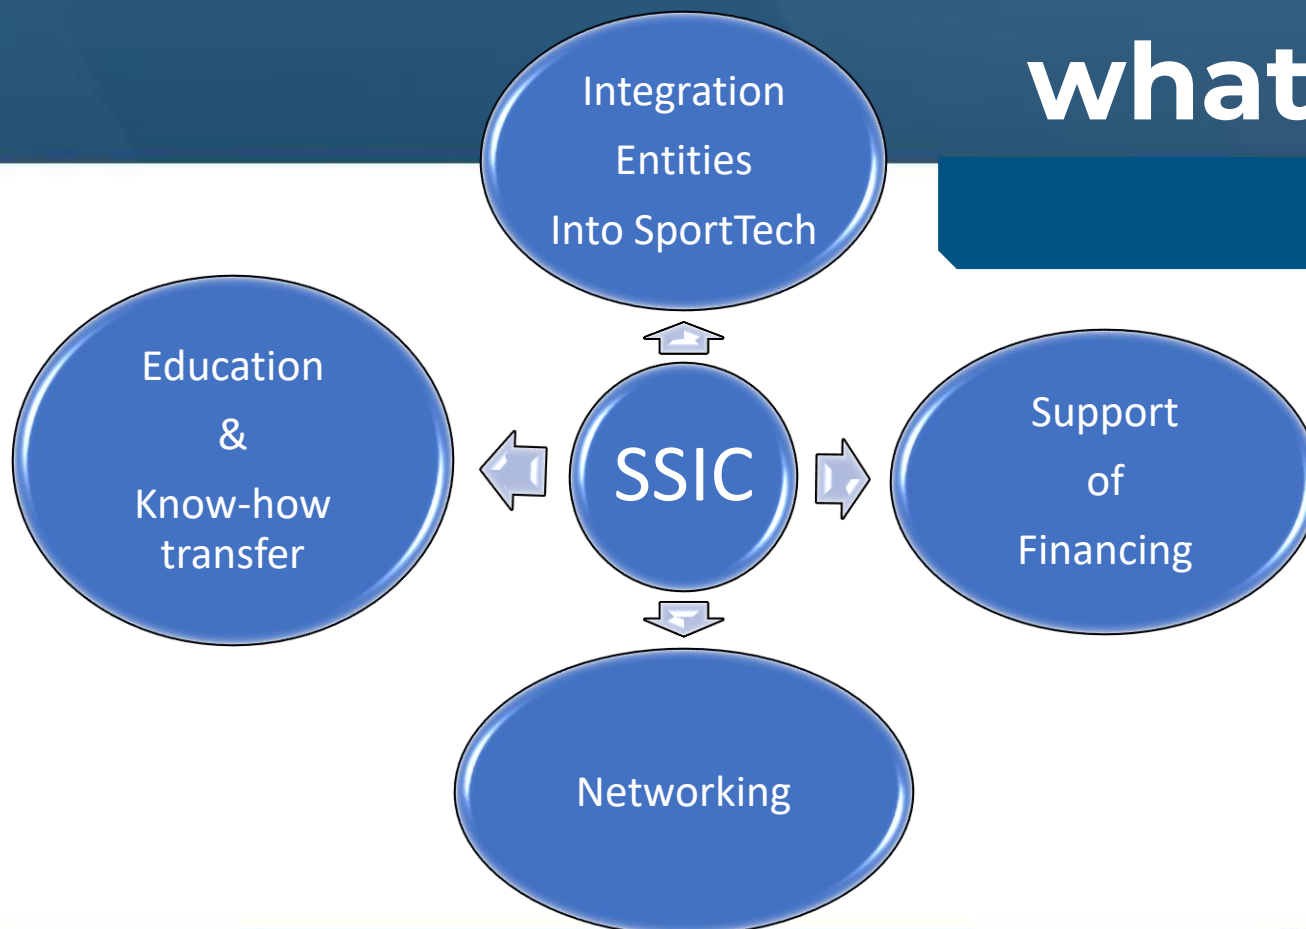 what
Integration
Entities
Into SportTech
Education
&
Know-how
transfer
SSIC
Support
of
Financing
Networking